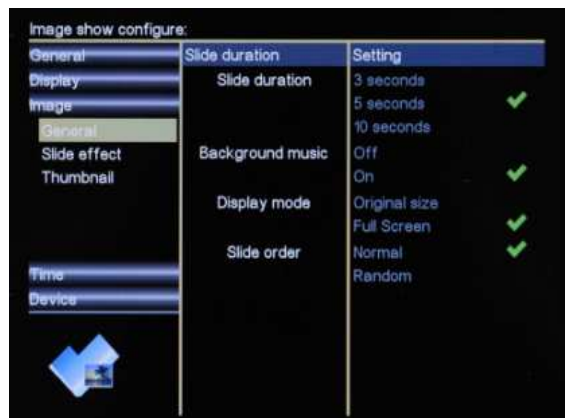 Image show configure:
General
Display
Image
General
Slide effect
Thumbnail
Time
Device
Slide duration Setting
Slide duration 3 seconds
5 seconds
10 seconds
Background music Off
On
Display mode Original size
Full Screen
Slide order Normal
Random